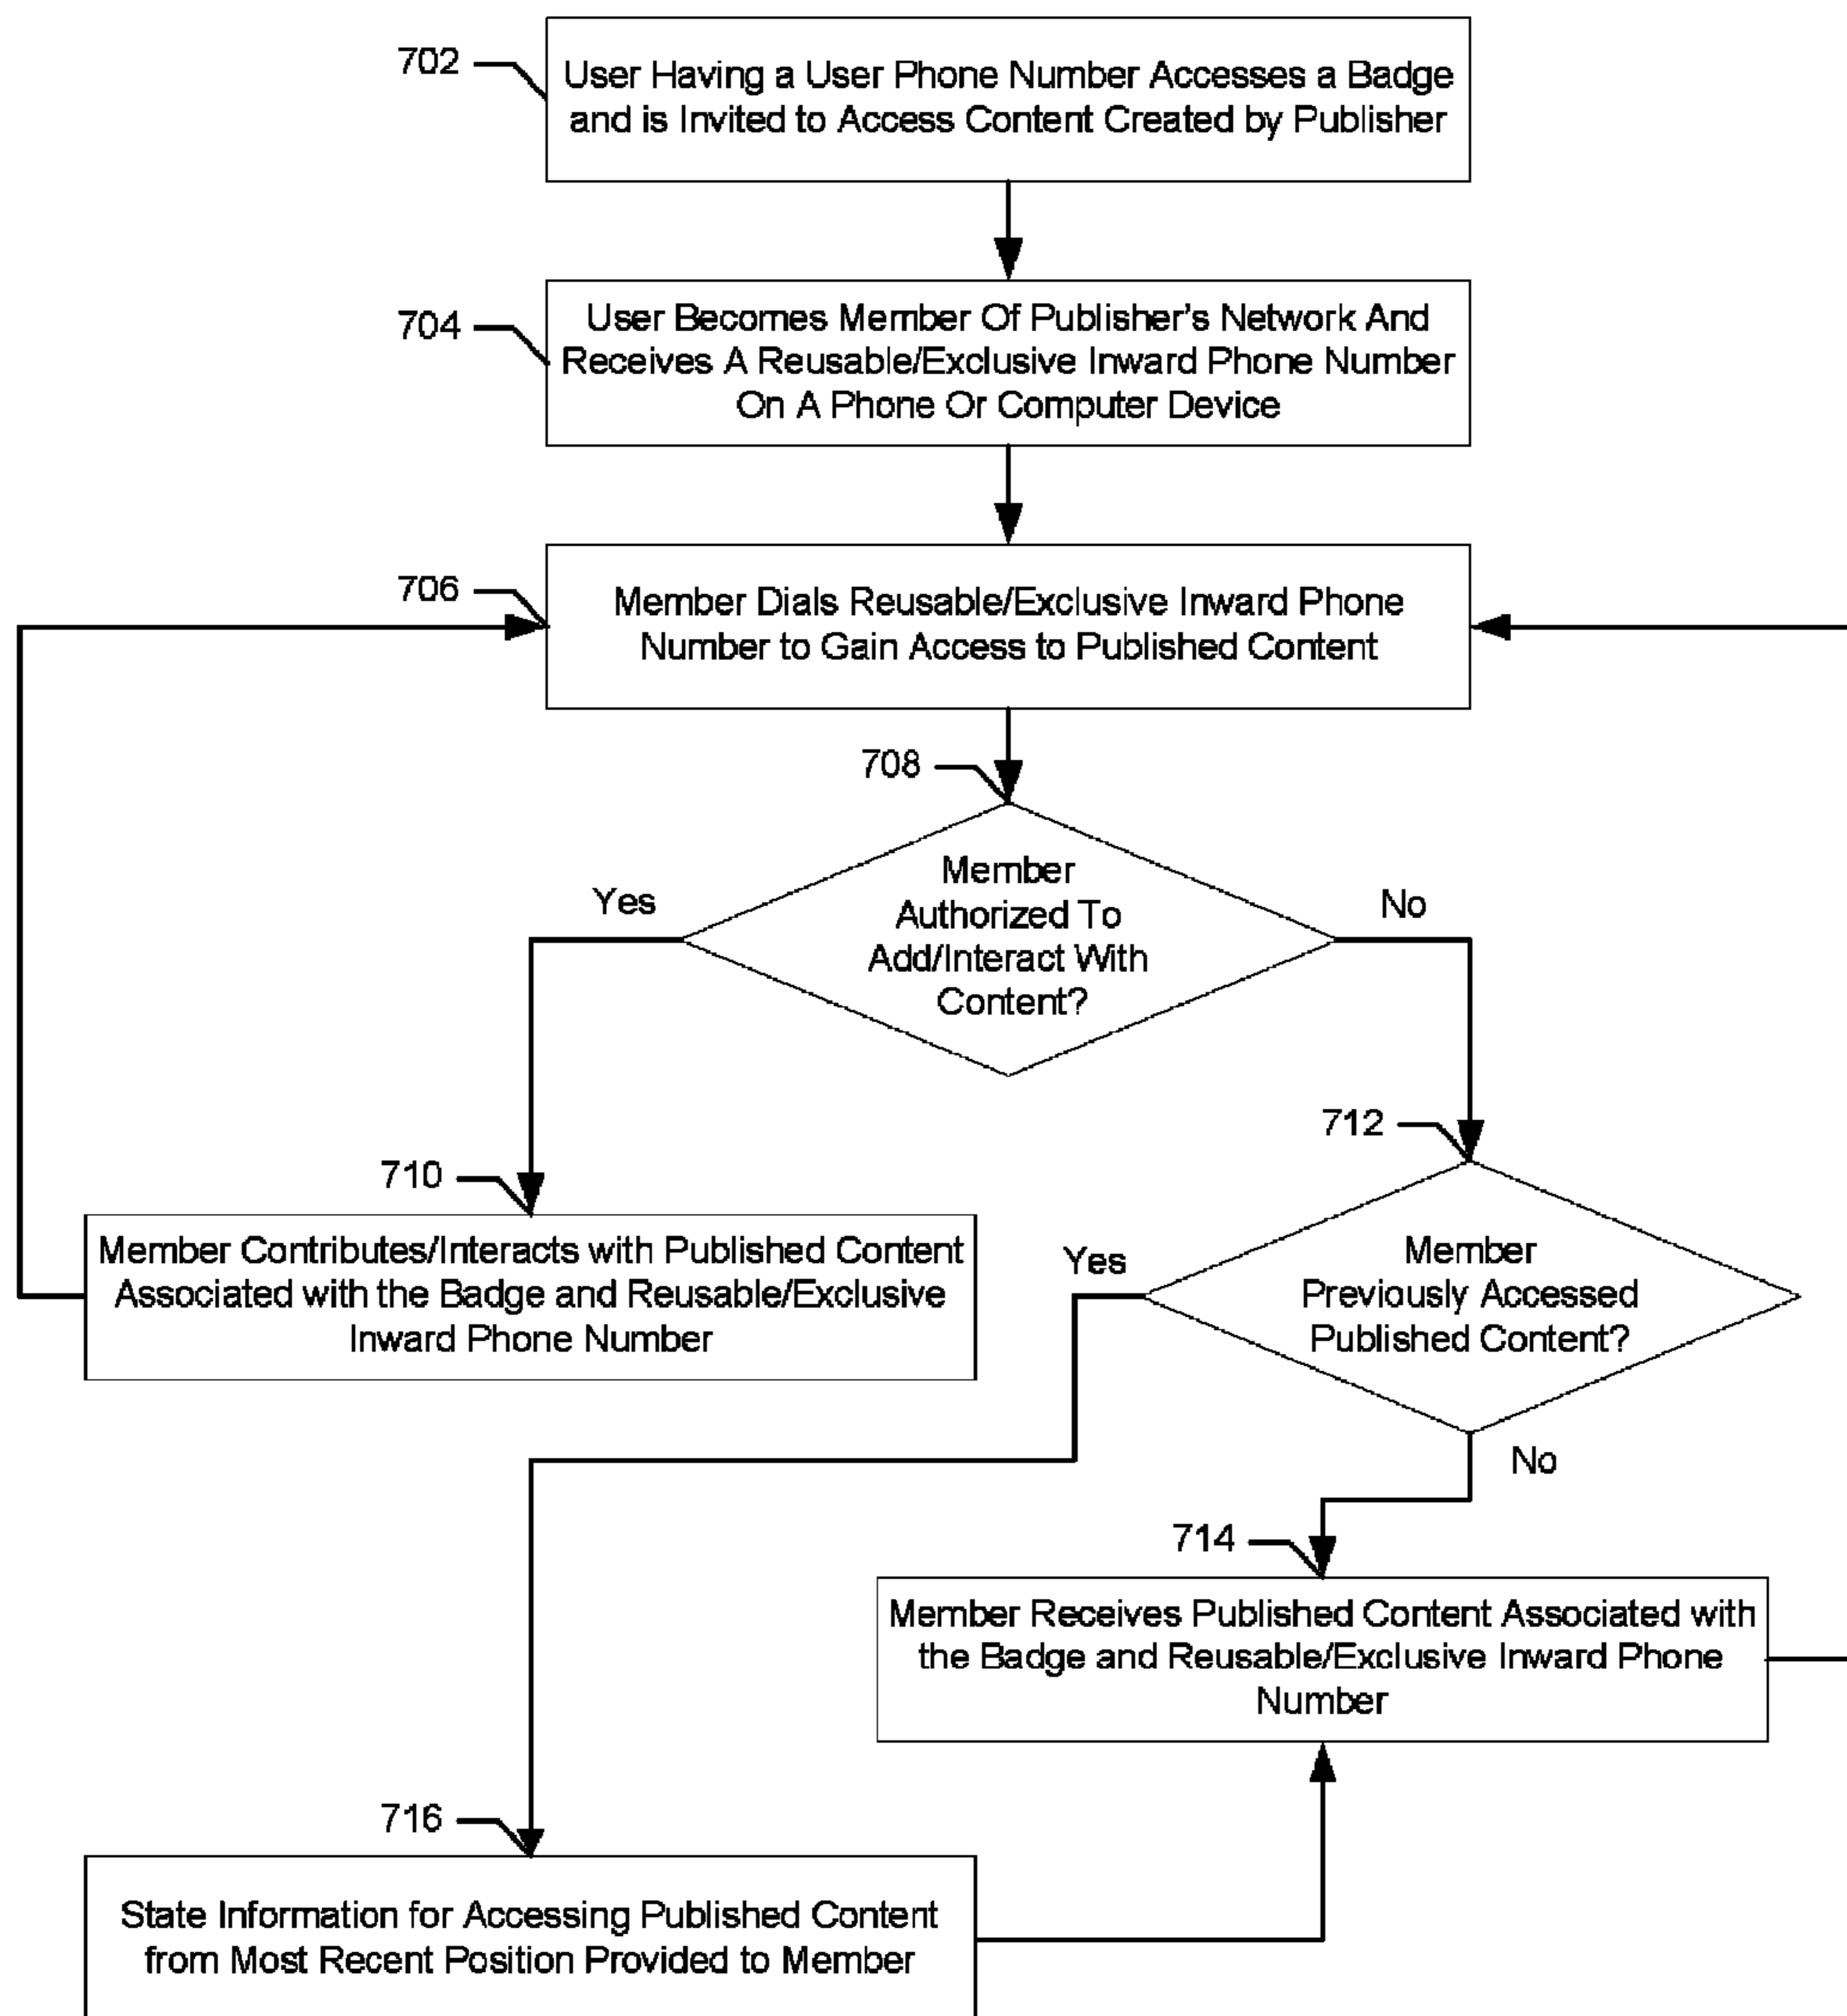 702
User Having a User Phone Number Accesses a Badge
and is Invited to Access Content Created by Publisher
704
User Becomes Member Of Publisher's Network And
Receives A Reusable/Exclusive Inward Phone Number
On A Phone Or Computer Device
706
Member Dials Reusable/Exclusive Inward Phone
Number to Gain Access to Published Content
708
Member
Authorized To
Add/Interact With
Content?
Yes
No
710
Member Contributes/Interacts with Published Content
Associated with the Badge and Reusable/Exclusive
Inward Phone Number
712
Member
Previously Accessed
Published Content?
Yes
No
714
Member Receives Published Content Associated with
the Badge and Reusable/Exclusive Inward Phone
Number
716
State Information for Accessing Published Content
from Most Recent Position Provided to Member